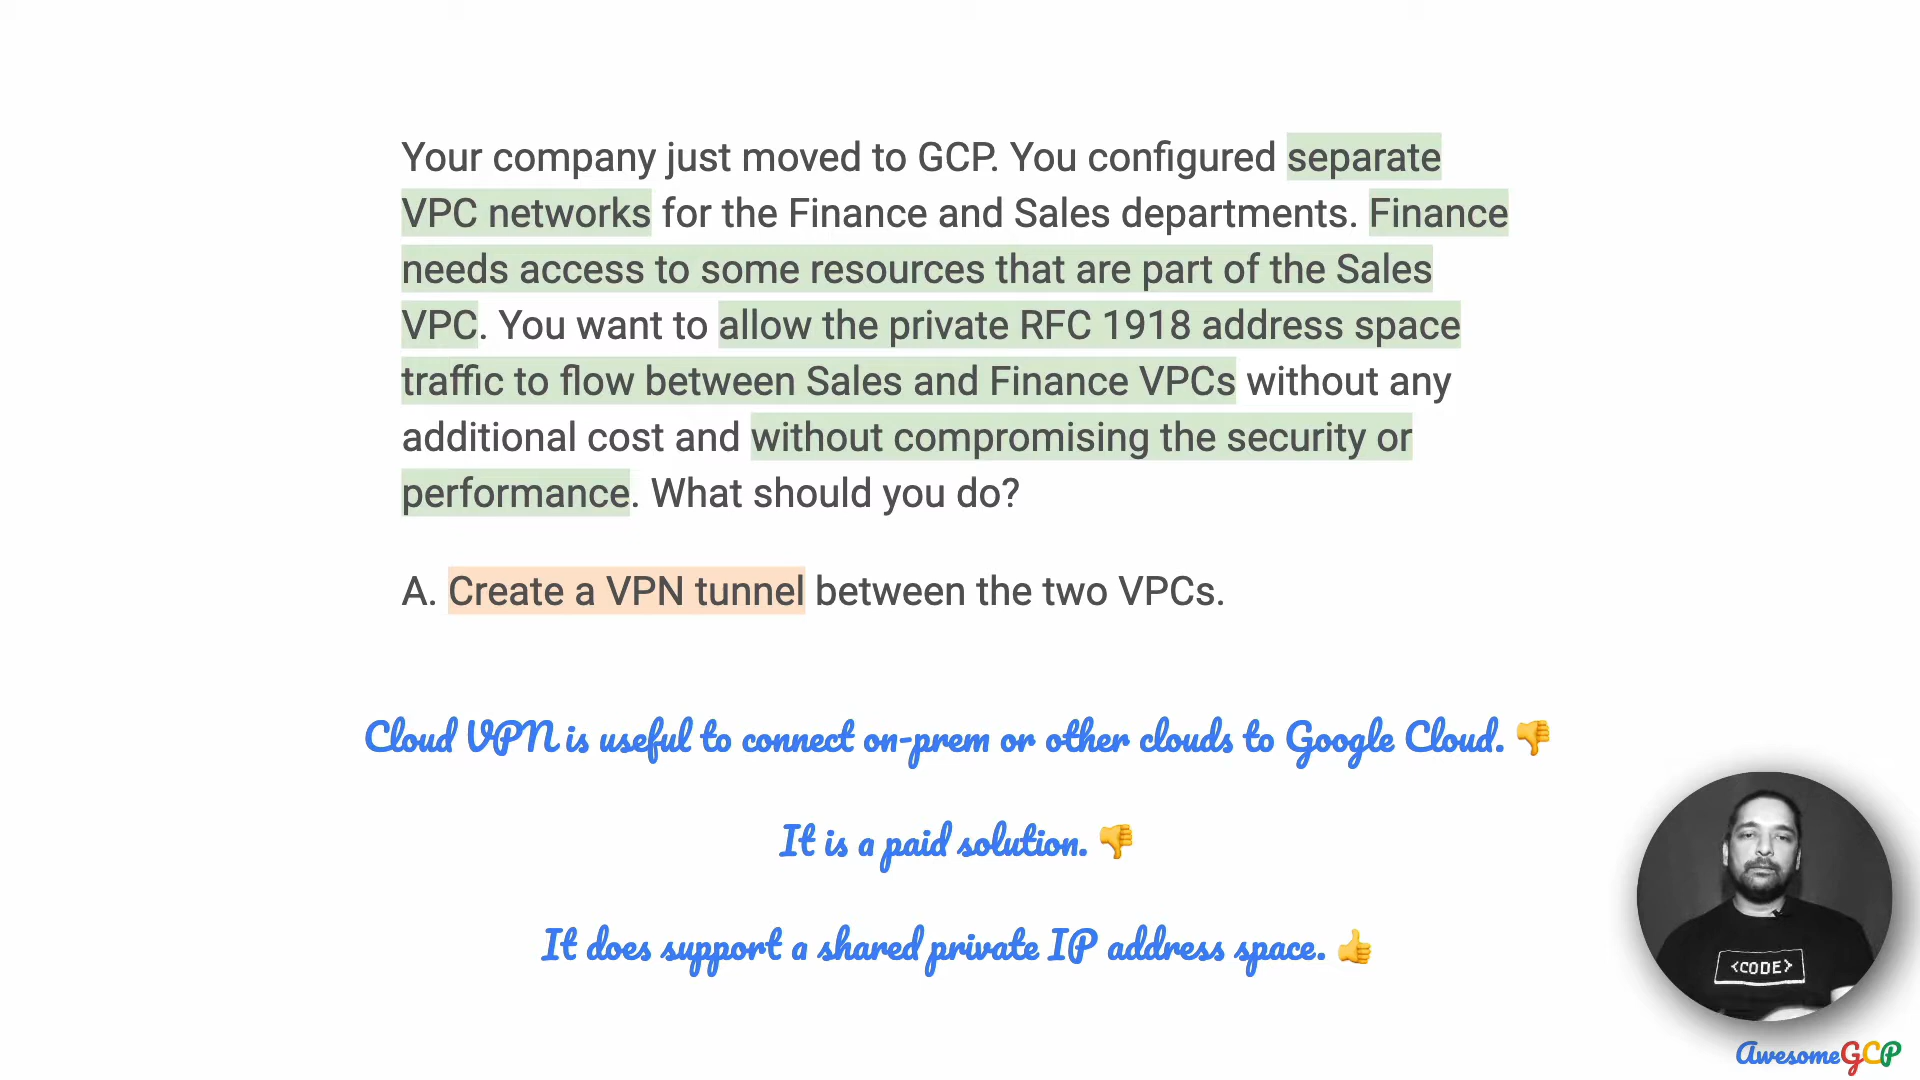 Your company just moved to GCP. You configured separate
VPC networks for the Finance and Sales departments. Finance
needs access to some resources that are part of the Sales
VPC. You want to allow the private RFC 1918 address space
traffic to flow between Sales and Finance VPCs without any
additional cost and without compromising the security or
performance. What should you do?
A. Create a VPN tunnel between the two VPCs.
Cloud VPN is useful to connect on-prem or other clouds to Google Cloud. 👎
It is a paid solution. 👎
It does support a shared private IP address space. 👍
<CODE>
AwesomeGCP